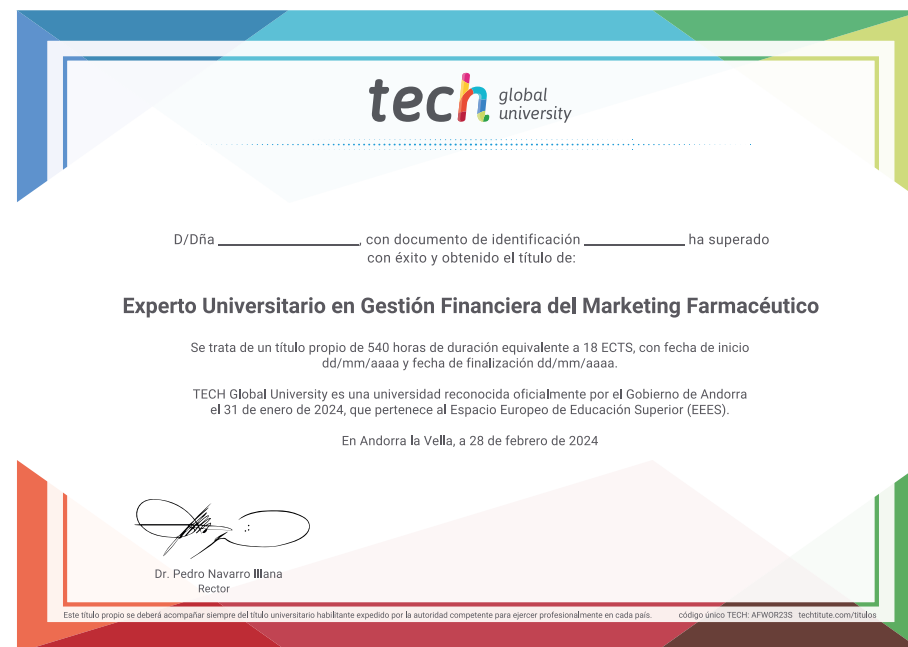 tech global university
D/Dña ____________________, con documento de identificación ______________ ha superado
con éxito y obtenido el título de:
Experto Universitario en Gestión Financiera del Marketing Farmacéutico
Se trata de un título propio de 540 horas de duración equivalente a 18 ECTS, con fecha de inicio
dd/mm/aaaa y fecha de finalización dd/mm/aaaa.
TECH Global University es una universidad reconocida oficialmente por el Gobierno de Andorra
el 31 de enero de 2024, que pertenece al Espacio Europeo de Educación Superior (EEES).
En Andorra la Vella, a 28 de febrero de 2024
Dr. Pedro Navarro Illana
Rector
Este título propio se deberá acompañar siempre del título universitario habilitante expedido por la autoridad competente para ejercer profesionalmente en cada país. código único TECH: AFWOR23S techtitute.com/titulos